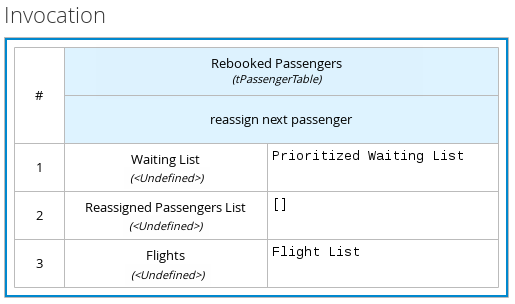 Invocation
#
Rebooked Passengers
(tPassengerTable)
reassign next passenger
1
Waiting List
(<Undefined>)
Prioritized Waiting List
2
Reassigned Passengers List
(<Undefined>)
[]
3
Flights
(<Undefined>)
Flight List